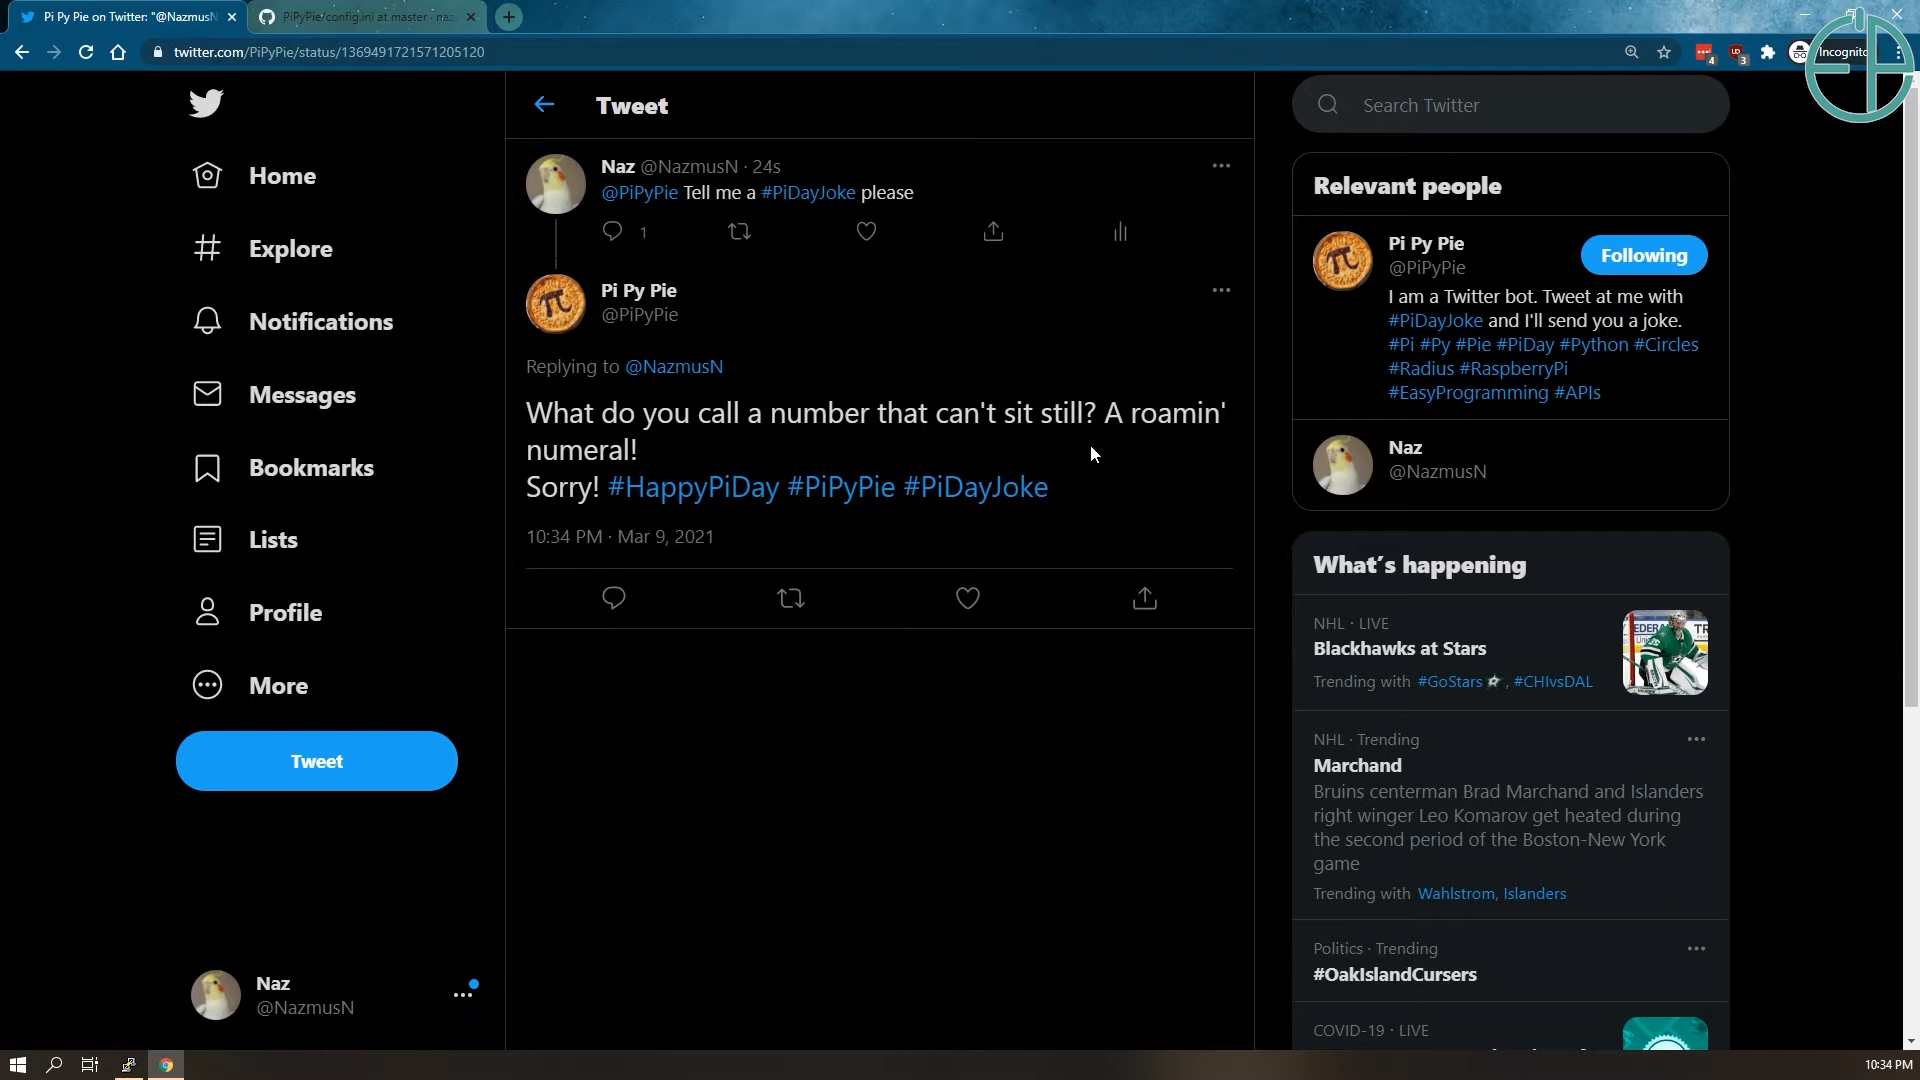 Pi Py Pie on Twitter: "@NazmusN
PiPyPie/config.ini at master · naz
twitter.com/PiPyPie/status/1369491721571205120
4
3
Incognito
Home
Explore
Notifications
Messages
Bookmarks
Lists
Profile
More
Tweet
Naz
@NazmusN
Tweet
Naz @NazmusN · 24s
@PiPyPie Tell me a #PiDayJoke please
1
Pi Py Pie
@PiPyPie
Replying to @NazmusN
What do you call a number that can't sit still? A roamin'
numeral!
Sorry! #HappyPiDay #PiPyPie #PiDayJoke
10:34 PM · Mar 9, 2021
Search Twitter
Relevant people
Pi Py Pie
@PiPyPie
Following
I am a Twitter bot. Tweet at me with
#PiDayJoke and I'll send you a joke.
#Pi #Py #Pie #PiDay #Python #Circles
#Radius #RaspberryPi
#EasyProgramming #APIs
Naz
@NazmusN
What's happening
NHL · LIVE
Blackhawks at Stars
Trending with #GoStars, #CHIvsDAL
NHL · Trending
Marchand
Bruins centerman Brad Marchand and Islanders
right winger Leo Komarov get heated during
the second period of the Boston-New York
game
Trending with Wahlstrom, Islanders
Politics · Trending
#OakIslandCursers
COVID-19 · LIVE
10:34 PM